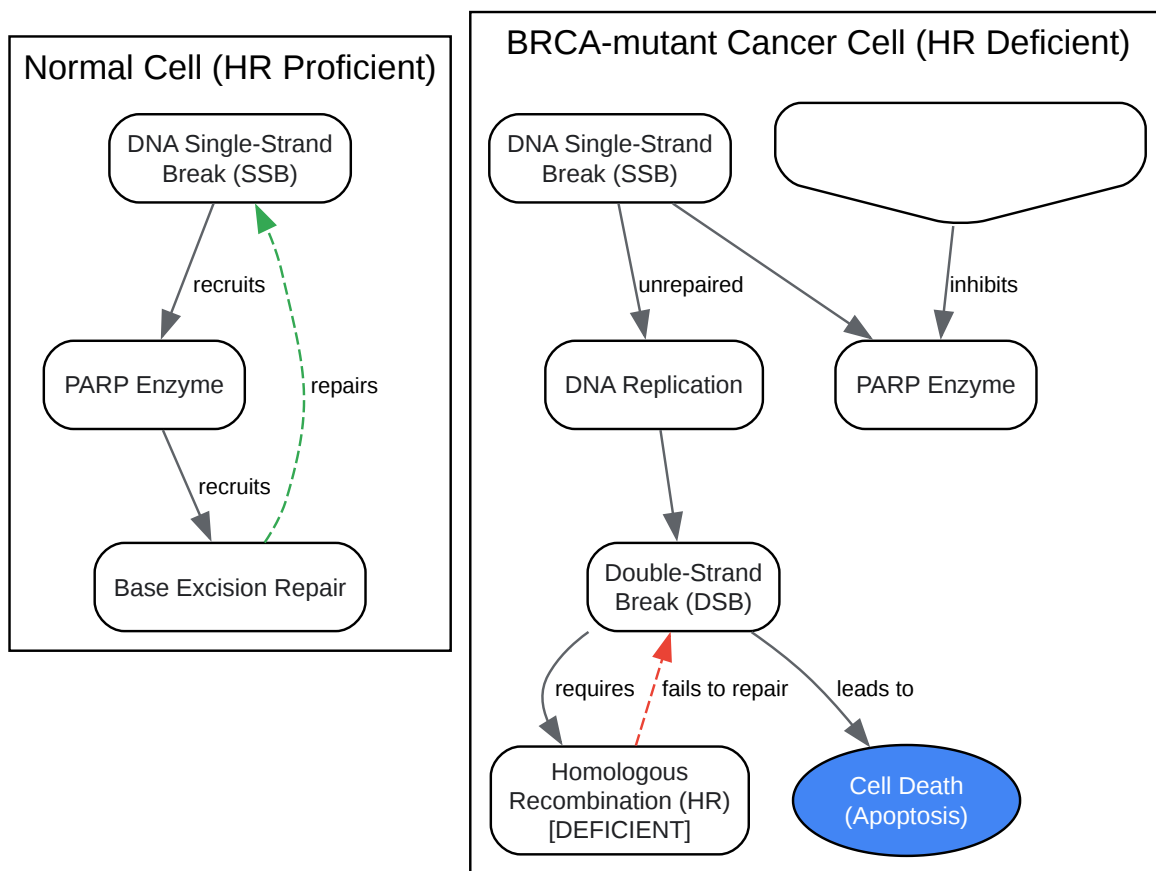 Normal Cell (HR Proficient)
DNA Single-Strand
Break (SSB)
recruits
PARP Enzyme
repairs
recruits
Base Excision Repair
BRCA-mutant Cancer Cell (HR Deficient)
DNA Single-Strand
Break (SSB)
unrepaired
inhibits
DNA Replication
PARP Enzyme
Double-Strand
Break (DSB)
requires
fails to repair
leads to
Homologous
Recombination (HR)
[DEFICIENT]
Cell Death
(Apoptosis)